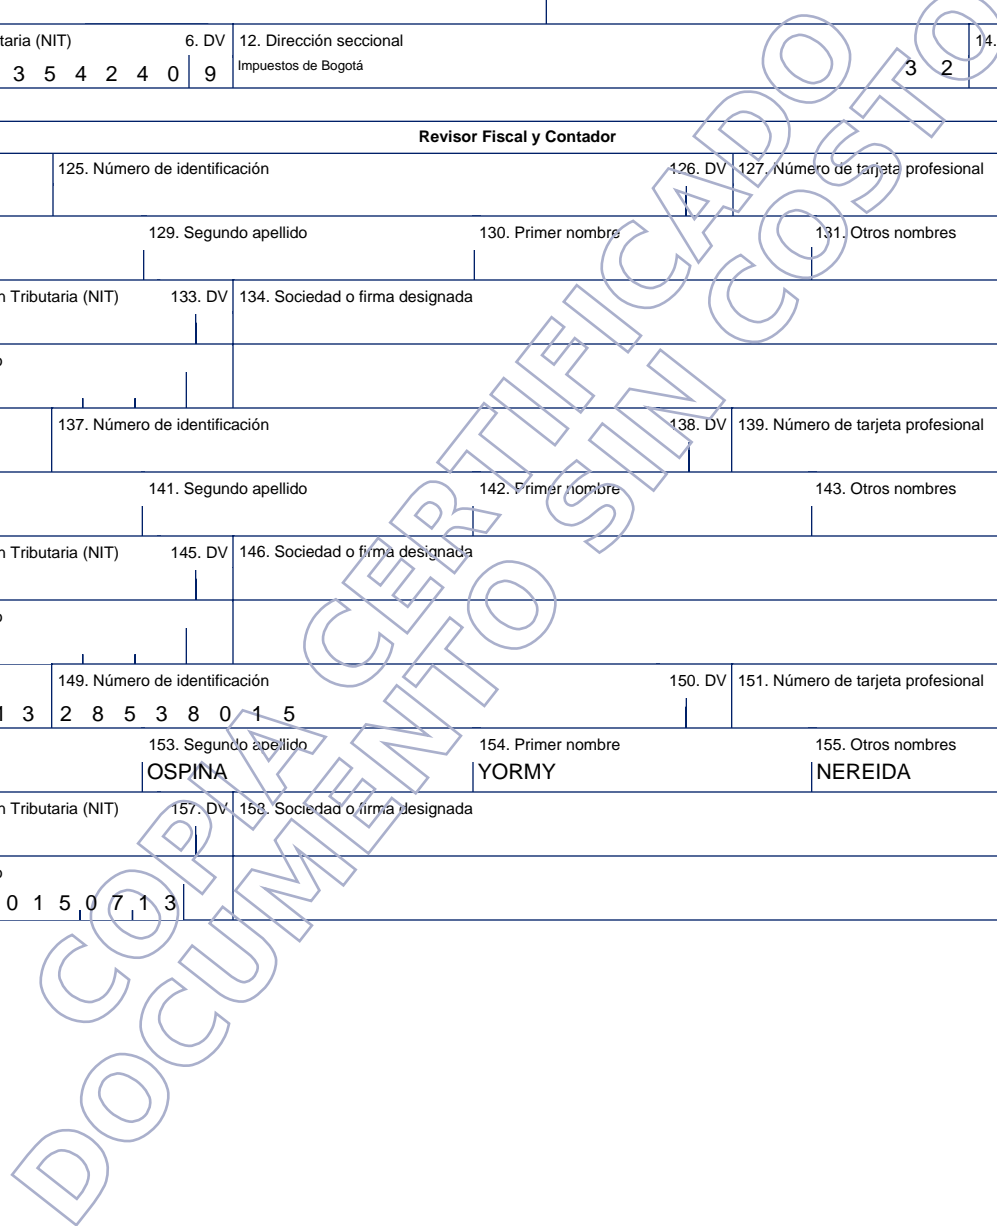 taria (NIT) 6. DV 12. Dirección seccional 14.
3 5 4 2 4 0 9 Impuestos de Bogotá 3 2
Revisor Fiscal y Contador
125. Número de identificación 126. DV 127. Número de tarjeta profesional
129. Segundo apellido 130. Primer nombre 131. Otros nombres
n Tributaria (NIT) 133. DV 134. Sociedad o firma designada
o
137. Número de identificación 138. DV 139. Número de tarjeta profesional
141. Segundo apellido 142. Primer nombre 143. Otros nombres
n Tributaria (NIT) 145. DV 146. Sociedad o firma designada
o
149. Número de identificación 150. DV 151. Número de tarjeta profesional
1 3 2 8 5 3 8 0 1 5
153. Segundo apellido 154. Primer nombre 155. Otros nombres
OSPINA YORMY NEREIDA
n Tributaria (NIT) 157. DV 158. Sociedad o firma designada
o
0 1 5 0 7 1 3
COPIA CERTIFICADO
DOCUMENTO SIN COSTO